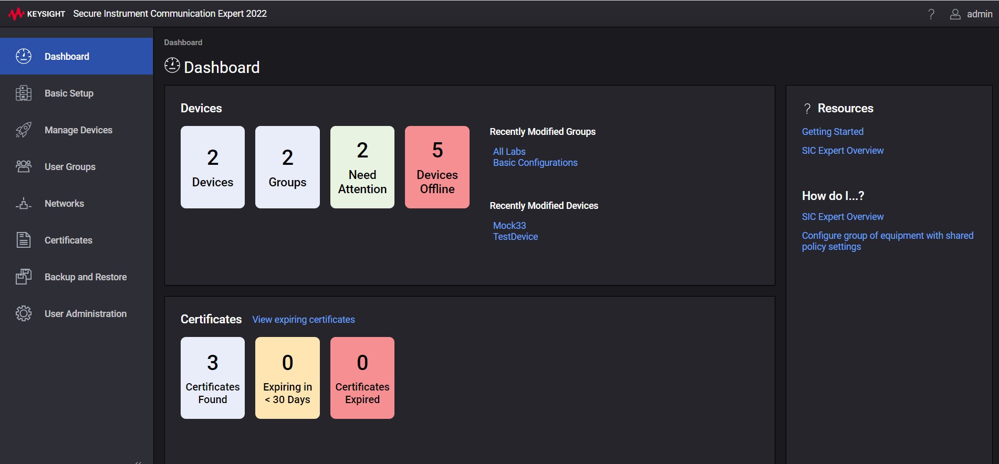 KEYSIGHT Secure Instrument Communication Expert 2022
? admin
Dashboard
Basic Setup
Manage Devices
User Groups
Networks
Certificates
Backup and Restore
User Administration
Dashboard
Dashboard
Devices
2
Devices
2
Groups
2
Need
Attention
5
Devices
Offline
Recently Modified Groups
All Labs
Basic Configurations
Recently Modified Devices
Mock33
TestDevice
Certificates View expiring certificates
3
Certificates
Found
0
Expiring in
< 30 Days
0
Certificates
Expired
? Resources
Getting Started
SIC Expert Overview
How do I...?
SIC Expert Overview
Configure group of equipment with shared
policy settings